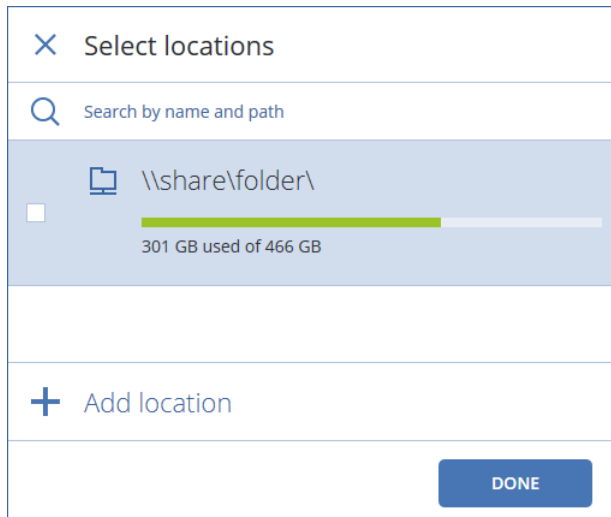 Select locations
Search by name and path
\\share\folder\
301 GB used of 466 GB
Add location
DONE